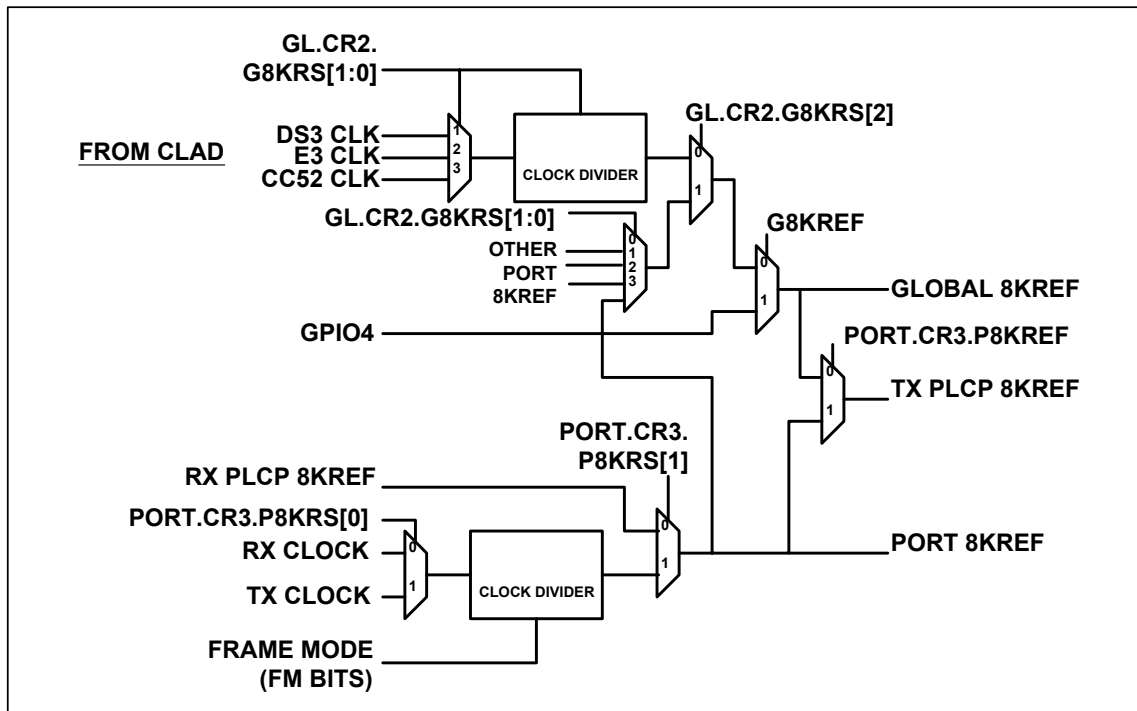 GL.CR2.
G8KRS[1:0]
GL.CR2.G8KRS[2]
DS3 CLK
1
FROM CLAD
E3 CLK
2
CC52 CLK
3
CLOCK DIVIDER
0
1
GL.CR2.G8KRS[1:0]
0
OTHER
1
PORT
2
8KREF
3
G8KREF
0
1
GLOBAL 8KREF
GPIO4
PORT.CR3.P8KREF
0
1
TX PLCP 8KREF
PORT.CR3.
P8KRS[1]
RX PLCP 8KREF
0
1
PORT.CR3.P8KRS[0]
RX CLOCK
0
TX CLOCK
1
CLOCK DIVIDER
PORT 8KREF
FRAME MODE
(FM BITS)